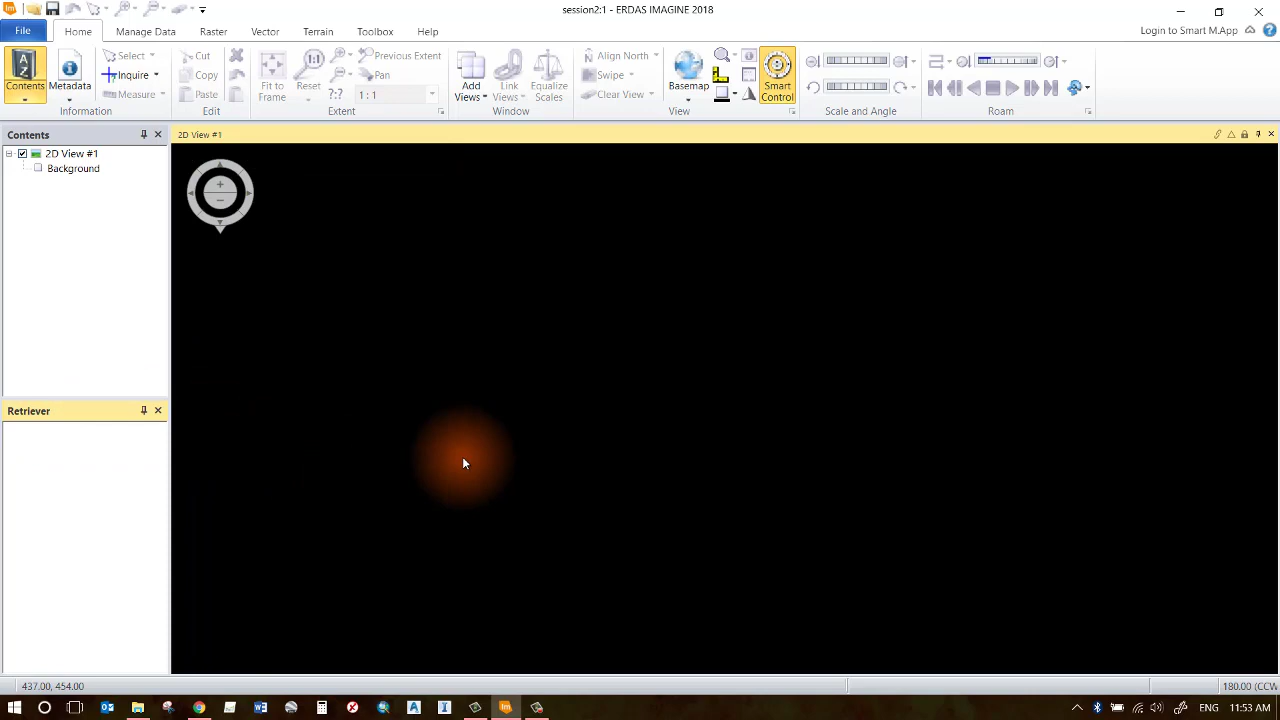 session2:1 - ERDAS IMAGINE 2018
File
Home
Manage Data
Raster
Vector
Terrain
Toolbox
Help
Login to Smart M.App
Contents
Metadata
Select
Inquire
Measure
Information
Cut
Copy
Paste
Edit
Fit to Frame
1:1
Reset
?:?
Previous Extent
Pan
1 : 1
Extent
Add Views
Link Views
Equalize Scales
Window
Align North
Swipe
Clear View
Basemap
Smart Control
View
Scale and Angle
Roam
Contents
2D View #1
2D View #1
Background
Retriever
437.00, 454.00
180.00 (CCW
ENG
11:53 AM